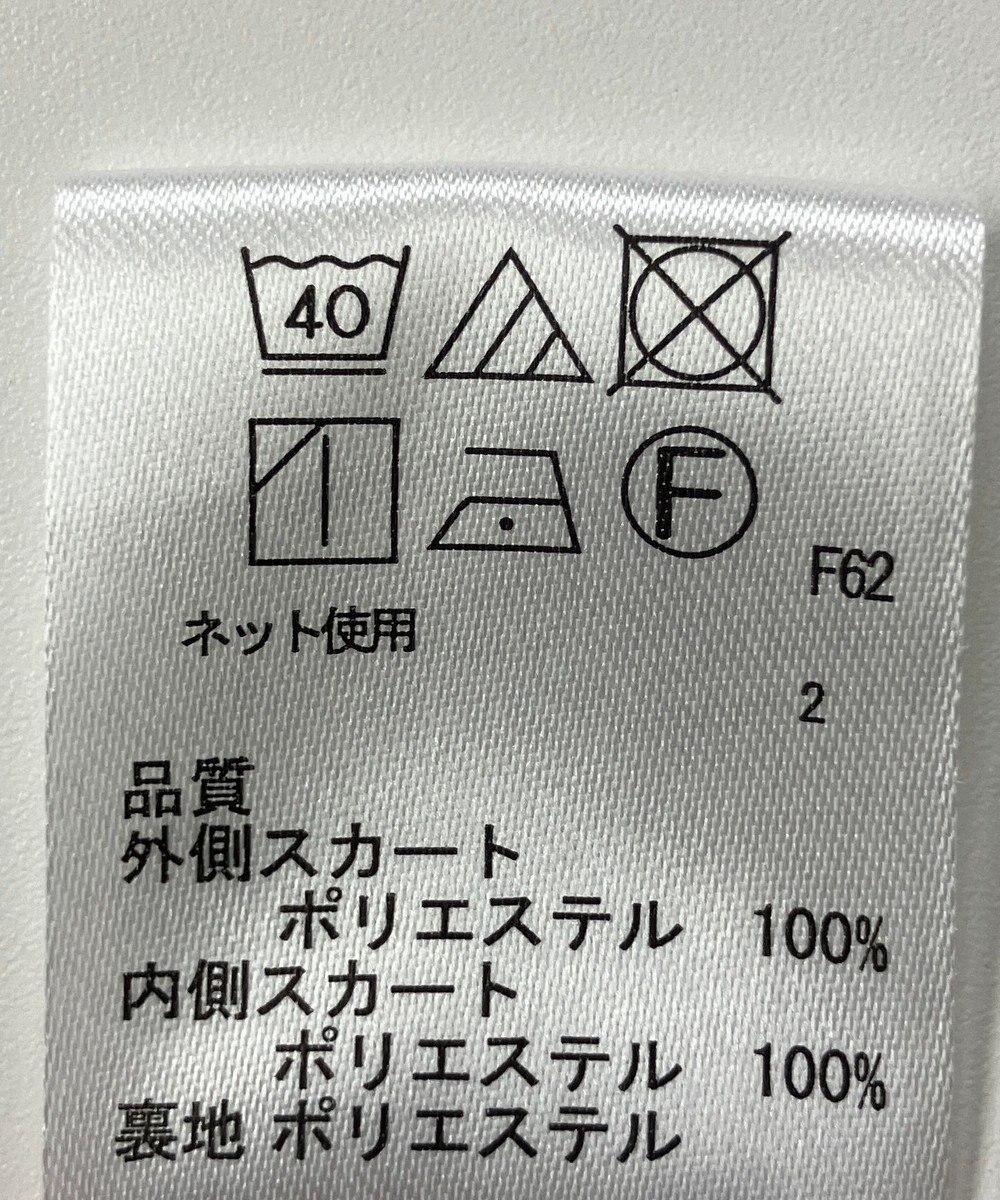 40
F
F62
ネット使用
2
品質
外側スカート
ポリエステル 100%
内側スカート
ポリエステル 100%
裏地 ポリエステル